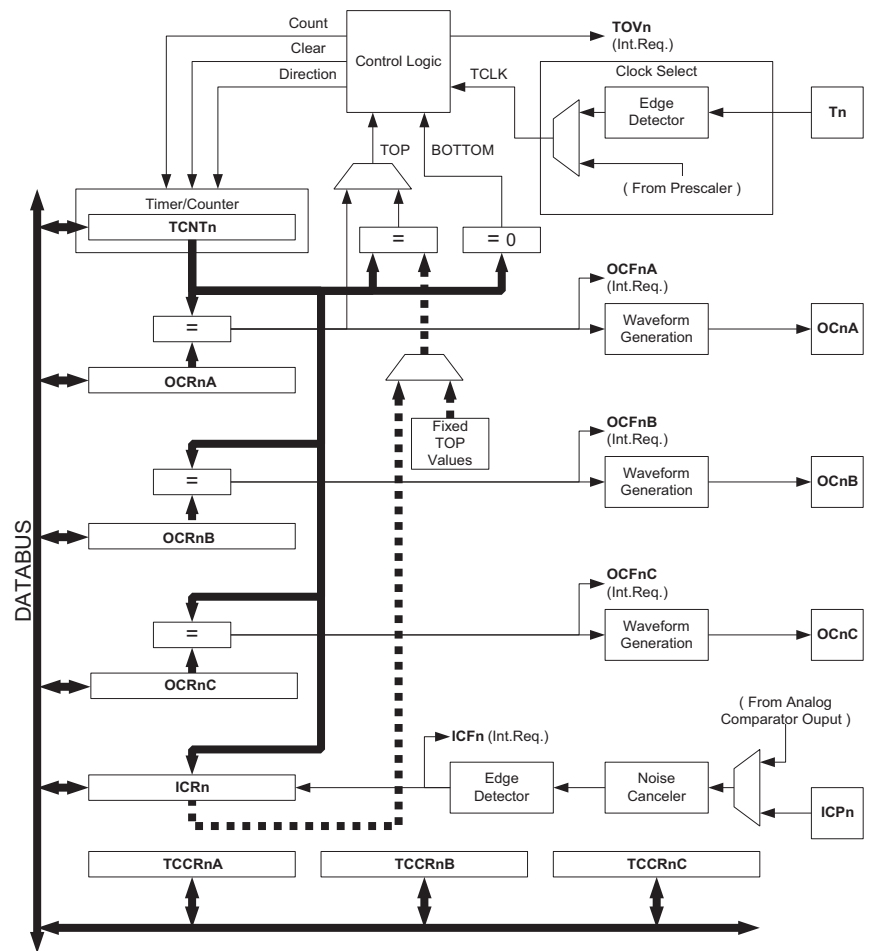 Count
Clear
Direction
Control Logic
TOVn
(Int.Req.)
TCLK
Clock Select
Edge
Detector
Tn
( From Prescaler )
TOP
BOTTOM
Timer/Counter
TCNTn
=
= 0
=
OCRnA
OCFnA
(Int.Req.)
Waveform
Generation
OCnA
Fixed
TOP
Values
=
OCRnB
OCFnB
(Int.Req.)
Waveform
Generation
OCnB
DATABUS
=
OCRnC
OCFnC
(Int.Req.)
Waveform
Generation
OCnC
( From Analog
Comparator Ouput )
ICFn (Int.Req.)
ICRn
Edge
Detector
Noise
Canceler
ICPn
TCCRnA
TCCRnB
TCCRnC